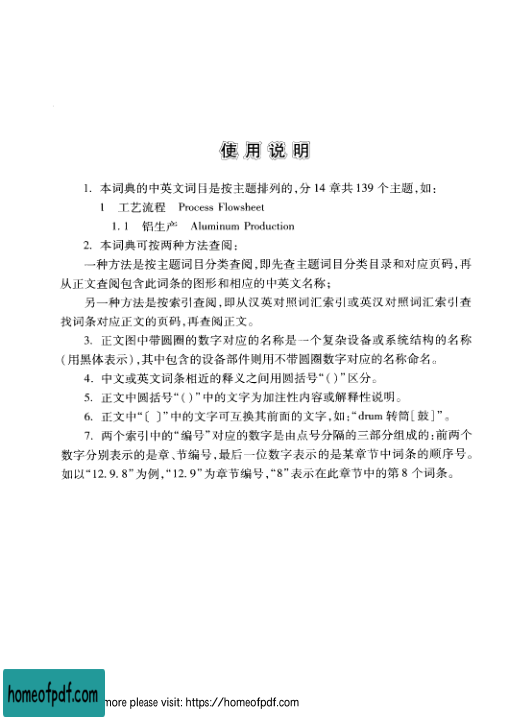 使用说明
1. 本词典的中英文词目是按主题排列的,分 14 章共 139 个主题,如:
1 工艺流程 Process Flowsheet
1.1 铝生产 Aluminum Production
2. 本词典可按两种方法查阅:
一种方法是按主题词目分类查阅,即先查主题词目分类目录和对应页码,再
从正文查阅包含此词条的图形和相应的中英文名称;
另一种方法是按索引查阅,即从汉英对照词汇索引或英汉对照词汇索引查
找词条对应正文的页码,再查阅正文。
3. 正文图中带圆圈的数字对应的名称是一个复杂设备或系统结构的名称
(用黑体表示),其中包含的设备部件则用不带圆圈数字对应的名称命名。
4. 中文或英文词条相近的释义之间用圆括号“( )”区分。
5. 正文中圆括号“( )”中的文字为加注性内容或解释性说明。
6. 正文中“〔 〕”中的文字可互换其前面的文字,如:“drum 转筒[鼓]”。
7. 两个索引中的“编号”对应的数字是由点号分隔的三部分组成的:前两个
数字分别表示的是章、节编号,最后一位数字表示的是某章节中词条的顺序号。
如以“12. 9. 8”为例,“12. 9”为章节编号,“8”表示在此章节中的第 8 个词条。
homeofpdf.com
more please visit: https://homeofpdf.com